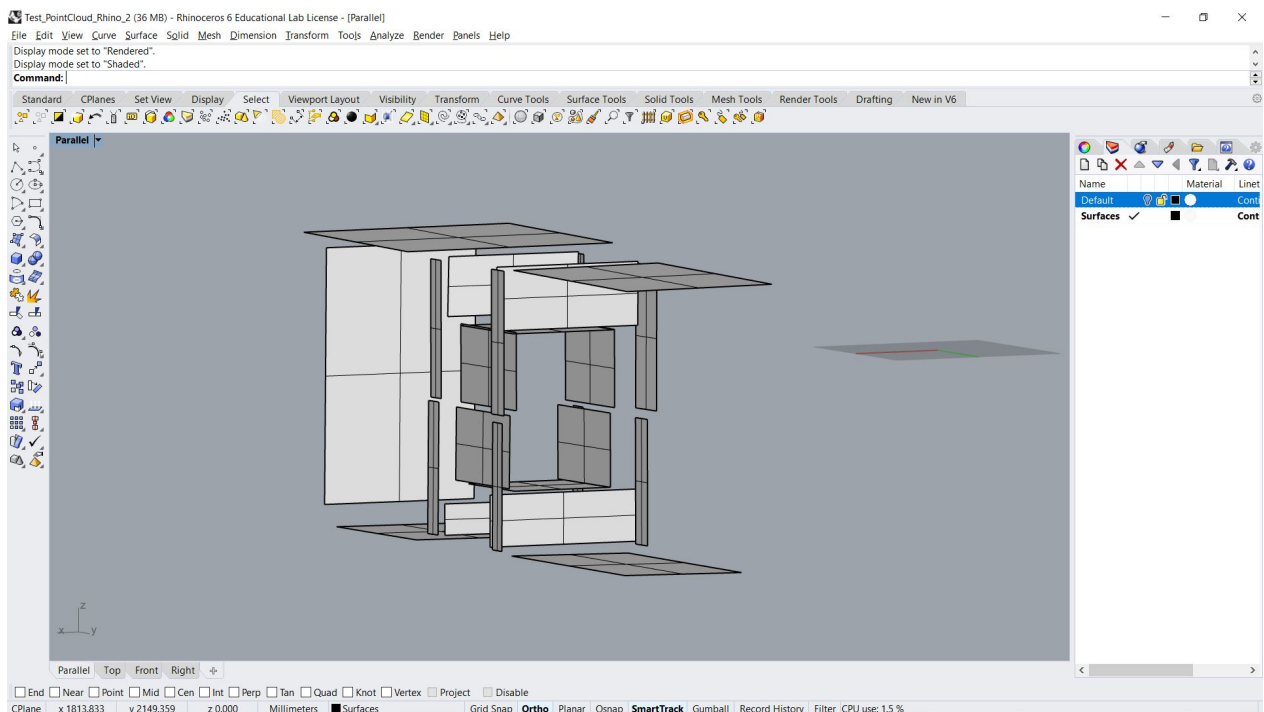 Test_PointCloud_Rhino_2 (36 MB) - Rhinoceros 6 Educational Lab License - [Parallel]
File Edit View Curve Surface Solid Mesh Dimension Transform Tools Analyze Render Panels Help
Display mode set to "Rendered".
Display mode set to "Shaded".
Command:
Standard CPlanes Set View Display Select Viewport Layout Visibility Transform Curve Tools Surface Tools Solid Tools Mesh Tools Render Tools Drafting New in V6
Parallel
Name Material Linet
Default Conti
Surfaces Cont
z
x y
Parallel Top Front Right
End Near Point Mid Cen Int Perp Tan Quad Knot Vertex Project Disable
CPlane x 1813.833 y 2149.359 z 0.000 Millimeters Surfaces Grid Snap Ortho Planar Osnap SmartTrack Gumball Record History Filter CPU use: 1.5 %